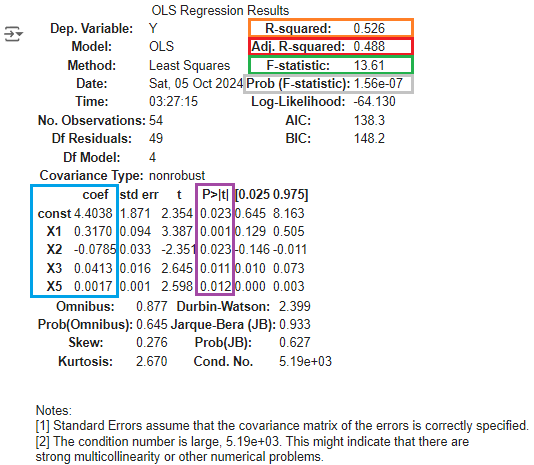 OLS Regression Results
Dep. Variable: Y R-squared: 0.526
Model: OLS Adj. R-squared: 0.488
Method: Least Squares F-statistic: 13.61
Date: Sat, 05 Oct 2024 Prob (F-statistic): 1.56e-07
Time: 03:27:15 Log-Likelihood: -64.130
No. Observations: 54 AIC: 138.3
Df Residuals: 49 BIC: 148.2
Df Model: 4
Covariance Type: nonrobust
coef std err t P>|t| [0.025 0.975]
const 4.4038 1.871 2.354 0.023 0.645 8.163
X1 0.3170 0.094 3.387 0.001 0.129 0.505
X2 -0.0785 0.033 -2.351 0.023 -0.146 -0.011
X3 0.0413 0.016 2.645 0.011 0.010 0.073
X5 0.0017 0.001 2.598 0.012 0.000 0.003
Omnibus: 0.877 Durbin-Watson: 2.399
Prob(Omnibus): 0.645 Jarque-Bera (JB): 0.933
Skew: 0.276 Prob(JB): 0.627
Kurtosis: 2.670 Cond. No. 5.19e+03
Notes:
[1] Standard Errors assume that the covariance matrix of the errors is correctly specified.
[2] The condition number is large, 5.19e+03. This might indicate that there are
strong multicollinearity or other numerical problems.